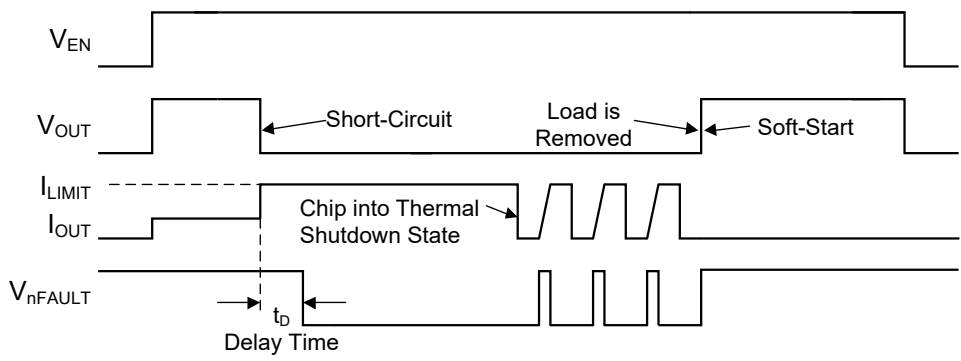 VEN
VOUT
Short-Circuit
Load is
Removed
Soft-Start
ILIMIT
IOUT
Chip into Thermal
Shutdown State
VnFAULT
tD
Delay Time